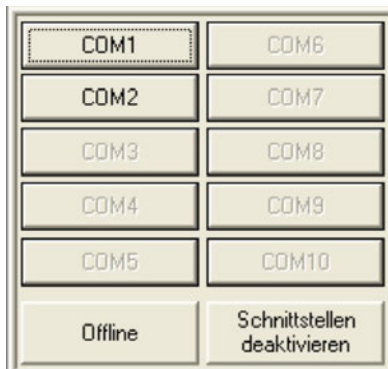 COM1
COM6
COM2
COM7
COM3
COM8
COM4
COM9
COM5
COM10
Offline
Schnittstellen
deaktivieren